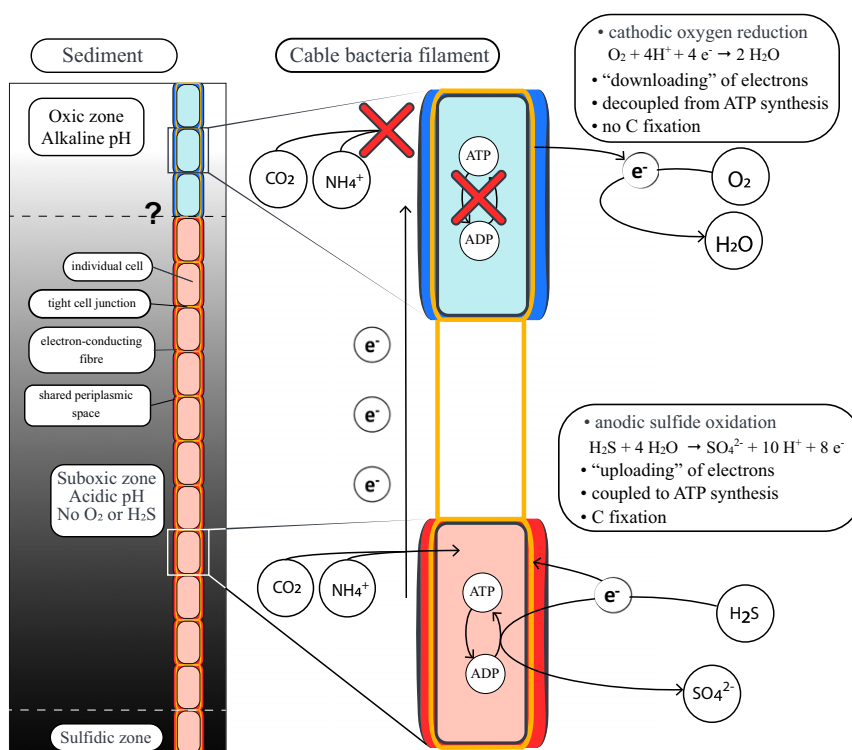 Sediment
Cable bacteria filament
Oxic zone
Alkaline pH
?
individual cell
tight cell junction
electron-conducting
fibre
shared periplasmic
space
Suboxic zone
Acidic pH
No O₂ or H₂S
Sulfidic zone
CO₂
NH₄⁺
ATP
ADP
e⁻
O₂
H₂O
• cathodic oxygen reduction
O₂ + 4H⁺ + 4 e⁻ → 2 H₂O
• “downloading” of electrons
• decoupled from ATP synthesis
• no C fixation
e⁻
e⁻
e⁻
• anodic sulfide oxidation
H₂S + 4 H₂O → SO₄²⁻ + 10 H⁺ + 8 e⁻
• “uploading” of electrons
• coupled to ATP synthesis
• C fixation
CO₂
NH₄⁺
ATP
ADP
e⁻
H₂S
SO₄²⁻